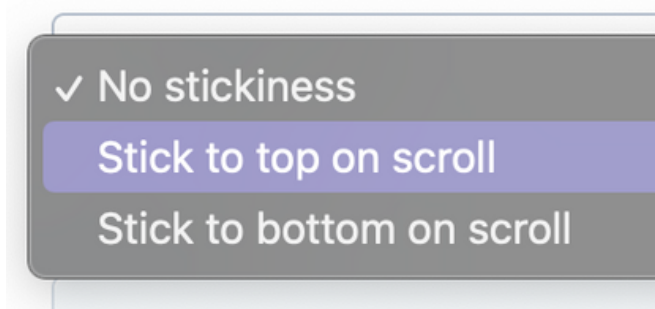 ✓ No stickiness
Stick to top on scroll
Stick to bottom on scroll